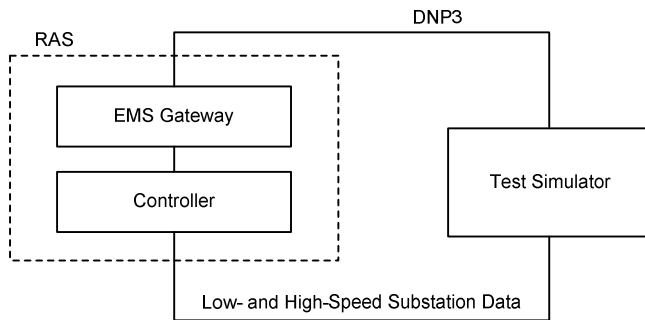 DNP3
RAS
EMS Gateway
Controller
Test Simulator
Low- and High-Speed Substation Data